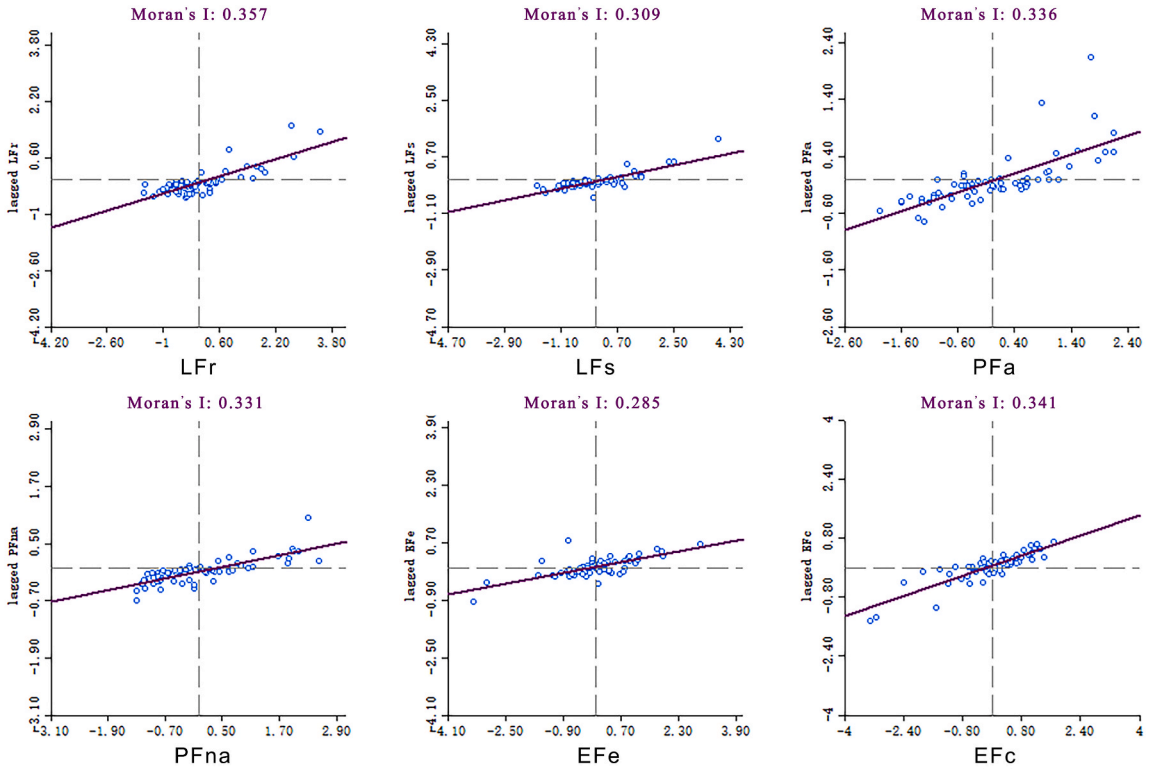 Moran's I: 0.357
3.80
2.20
0.60
-1
-2.60
-4.20
lagged LFr
-4.20 -2.60 -1 0.60 2.20 3.80
LFr
Moran's I: 0.309
4.30
2.50
0.70
-1.10
-2.90
-4.70
lagged LFs
-4.70 -2.90 -1.10 0.70 2.50 4.30
LFs
Moran's I: 0.336
2.40
1.40
0.40
-0.60
-1.60
-2.60
lagged PFa
-2.60 -1.60 -0.60 0.40 1.40 2.40
PFa
Moran's I: 0.331
2.90
1.70
0.50
-0.70
-1.90
-3.10
lagged PFna
-3.10 -1.90 -0.70 0.50 1.70 2.90
PFna
Moran's I: 0.285
3.90
2.30
0.70
-0.90
-2.50
-4.10
lagged EFe
-4.10 -2.50 -0.90 0.70 2.30 3.90
EFe
Moran's I: 0.341
4
2.40
0.80
-0.80
-2.40
-4
lagged EFc
-4 -2.40 -0.80 0.80 2.40 4
EFc